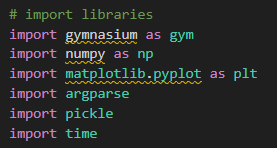 # import libraries
import gymnasium as gym
import numpy as np
import matplotlib.pyplot as plt
import argparse
import pickle
import time